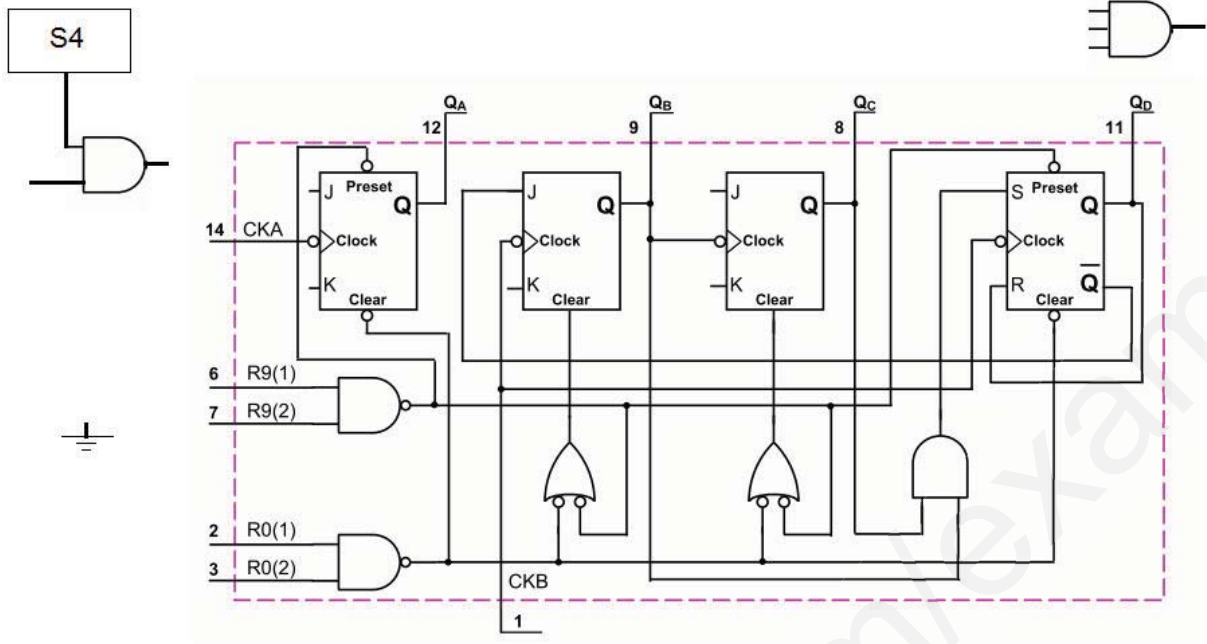 S4
QA QB QC QD
12 9 8 11
J Preset Q J Q J Q S Preset Q
14 CKA Clock Clock Clock Clock
K Clear K Clear K Clear R Q Clear
6 R9(1)
7 R9(2)
2 R0(1)
3 R0(2)
CKB
1
/exam